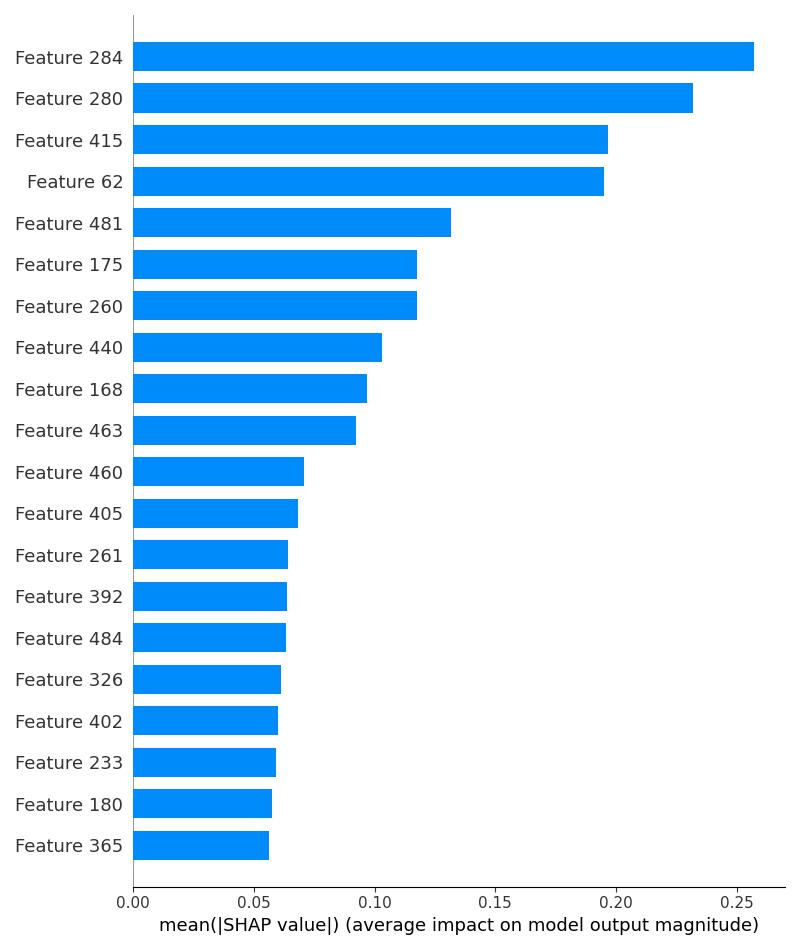 Feature 284
Feature 280
Feature 415
Feature 62
Feature 481
Feature 175
Feature 260
Feature 440
Feature 168
Feature 463
Feature 460
Feature 405
Feature 261
Feature 392
Feature 484
Feature 326
Feature 402
Feature 233
Feature 180
Feature 365
0.00 0.05 0.10 0.15 0.20 0.25
mean(|SHAP value|) (average impact on model output magnitude)